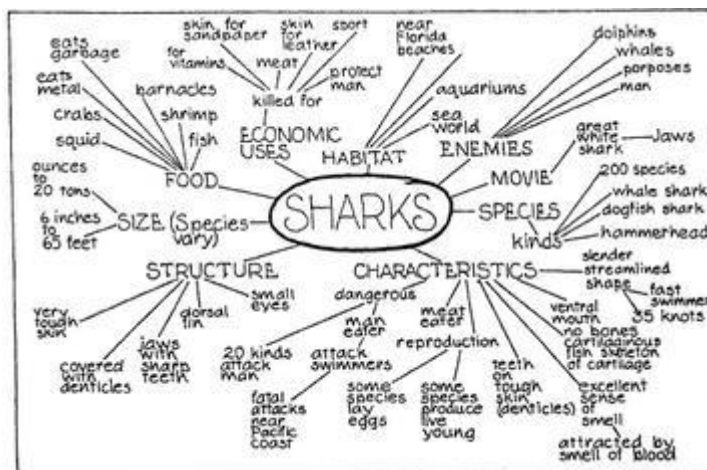 eats
garbage
eats
metal
crabs
squid
barnacles
shrimp
fish
FOOD
skin for
sandpaper
for
vitamins
meat
skin
for
leather
sport
protect
man
killed for
ECONOMIC
USES
near
Florida
beaches
aquariums
sea
world
HABITAT
dolphins
whales
porposes
man
ENEMIES
great
white
shark
Jaws
MOVIE
200 species
whale shark
dogfish shark
hammerhead
kinds
SPECIES
SHARKS
ounces
to
20 tons
6 inches
to
65 feet
SIZE (Species
vary)
STRUCTURE
very
tough
skin
covered
with
denticles
jaws
with
sharp
teeth
dorsal
fin
small
eyes
CHARACTERISTICS
dangerous
man
eater
20 kinds
attack
man
attack
swimmers
fatal
attacks
near
Pacific
coast
meat
eater
reproduction
some
species
lay
eggs
some
species
produce
live
young
teeth
on
tough
skin
(denticles)
slender
streamlined
shape
fast
swimmer
35 knots
ventral
mouth
no bones
cartilaginous
fish skeleton
of cartilage
excellent
sense
of
smell
attracted by
smell of blood